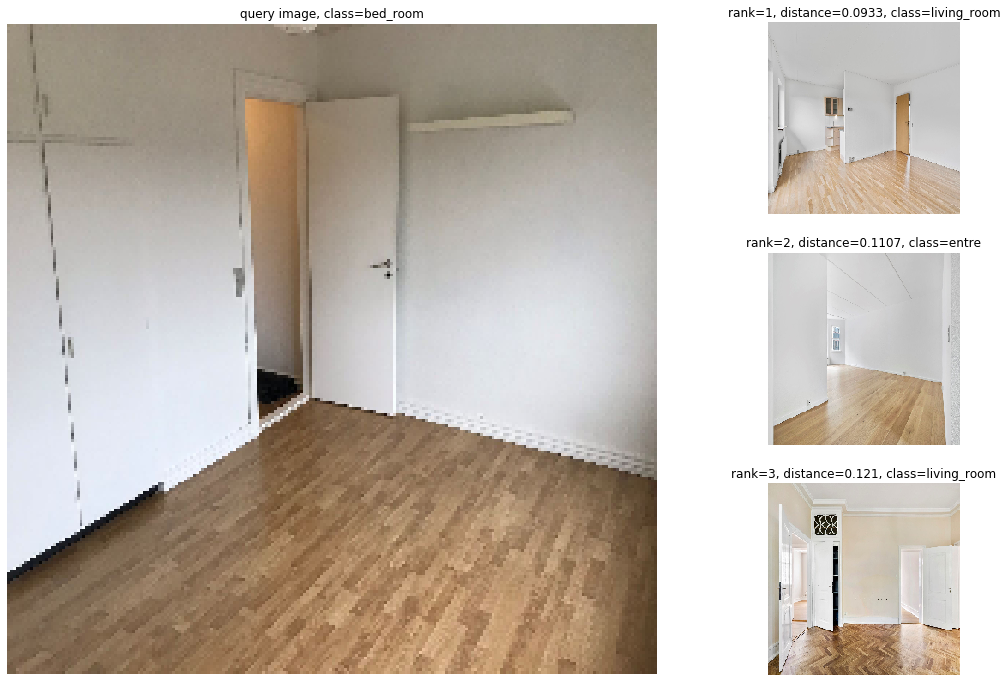 query image, class=bed_room
rank=1, distance=0.0933, class=living_room
rank=2, distance=0.1107, class=entre
rank=3, distance=0.121, class=living_room